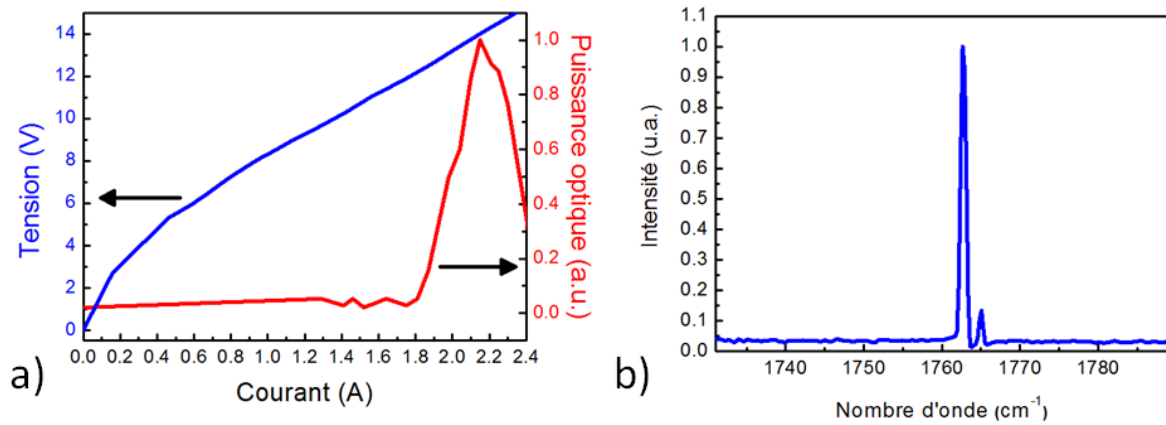 14
12
10
8
6
4
2
0
Tension (V)
0.0 0.2 0.4 0.6 0.8 1.0 1.2 1.4 1.6 1.8 2.0 2.2 2.4
Courant (A)
1.0
0.8
0.6
0.4
0.2
0.0
Puissance optique (a.u.)
a)
1.1
1.0
0.9
0.8
0.7
0.6
0.5
0.4
0.3
0.2
0.1
0.0
Intensité (u.a.)
1740 1750 1760 1770 1780
Nombre d'onde (cm⁻¹)
b)